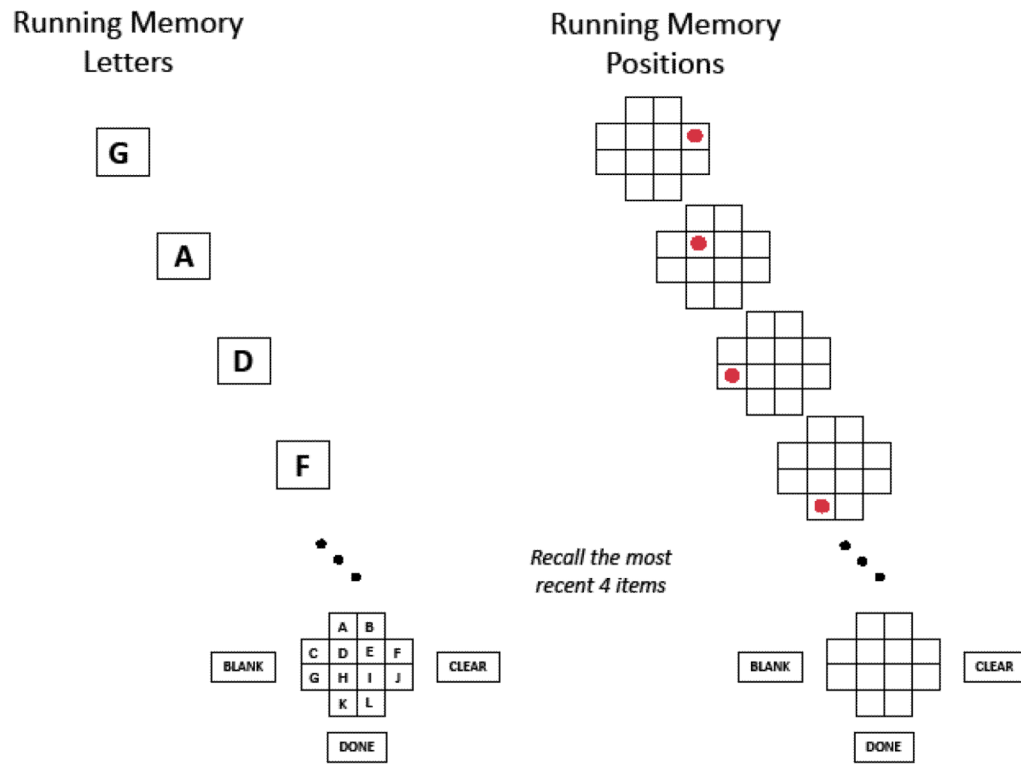 Running Memory
Letters
G
A
D
F
A B
C D E F
G H I J
K L
BLANK
CLEAR
DONE
Running Memory
Positions
Recall the most
recent 4 items
BLANK
CLEAR
DONE